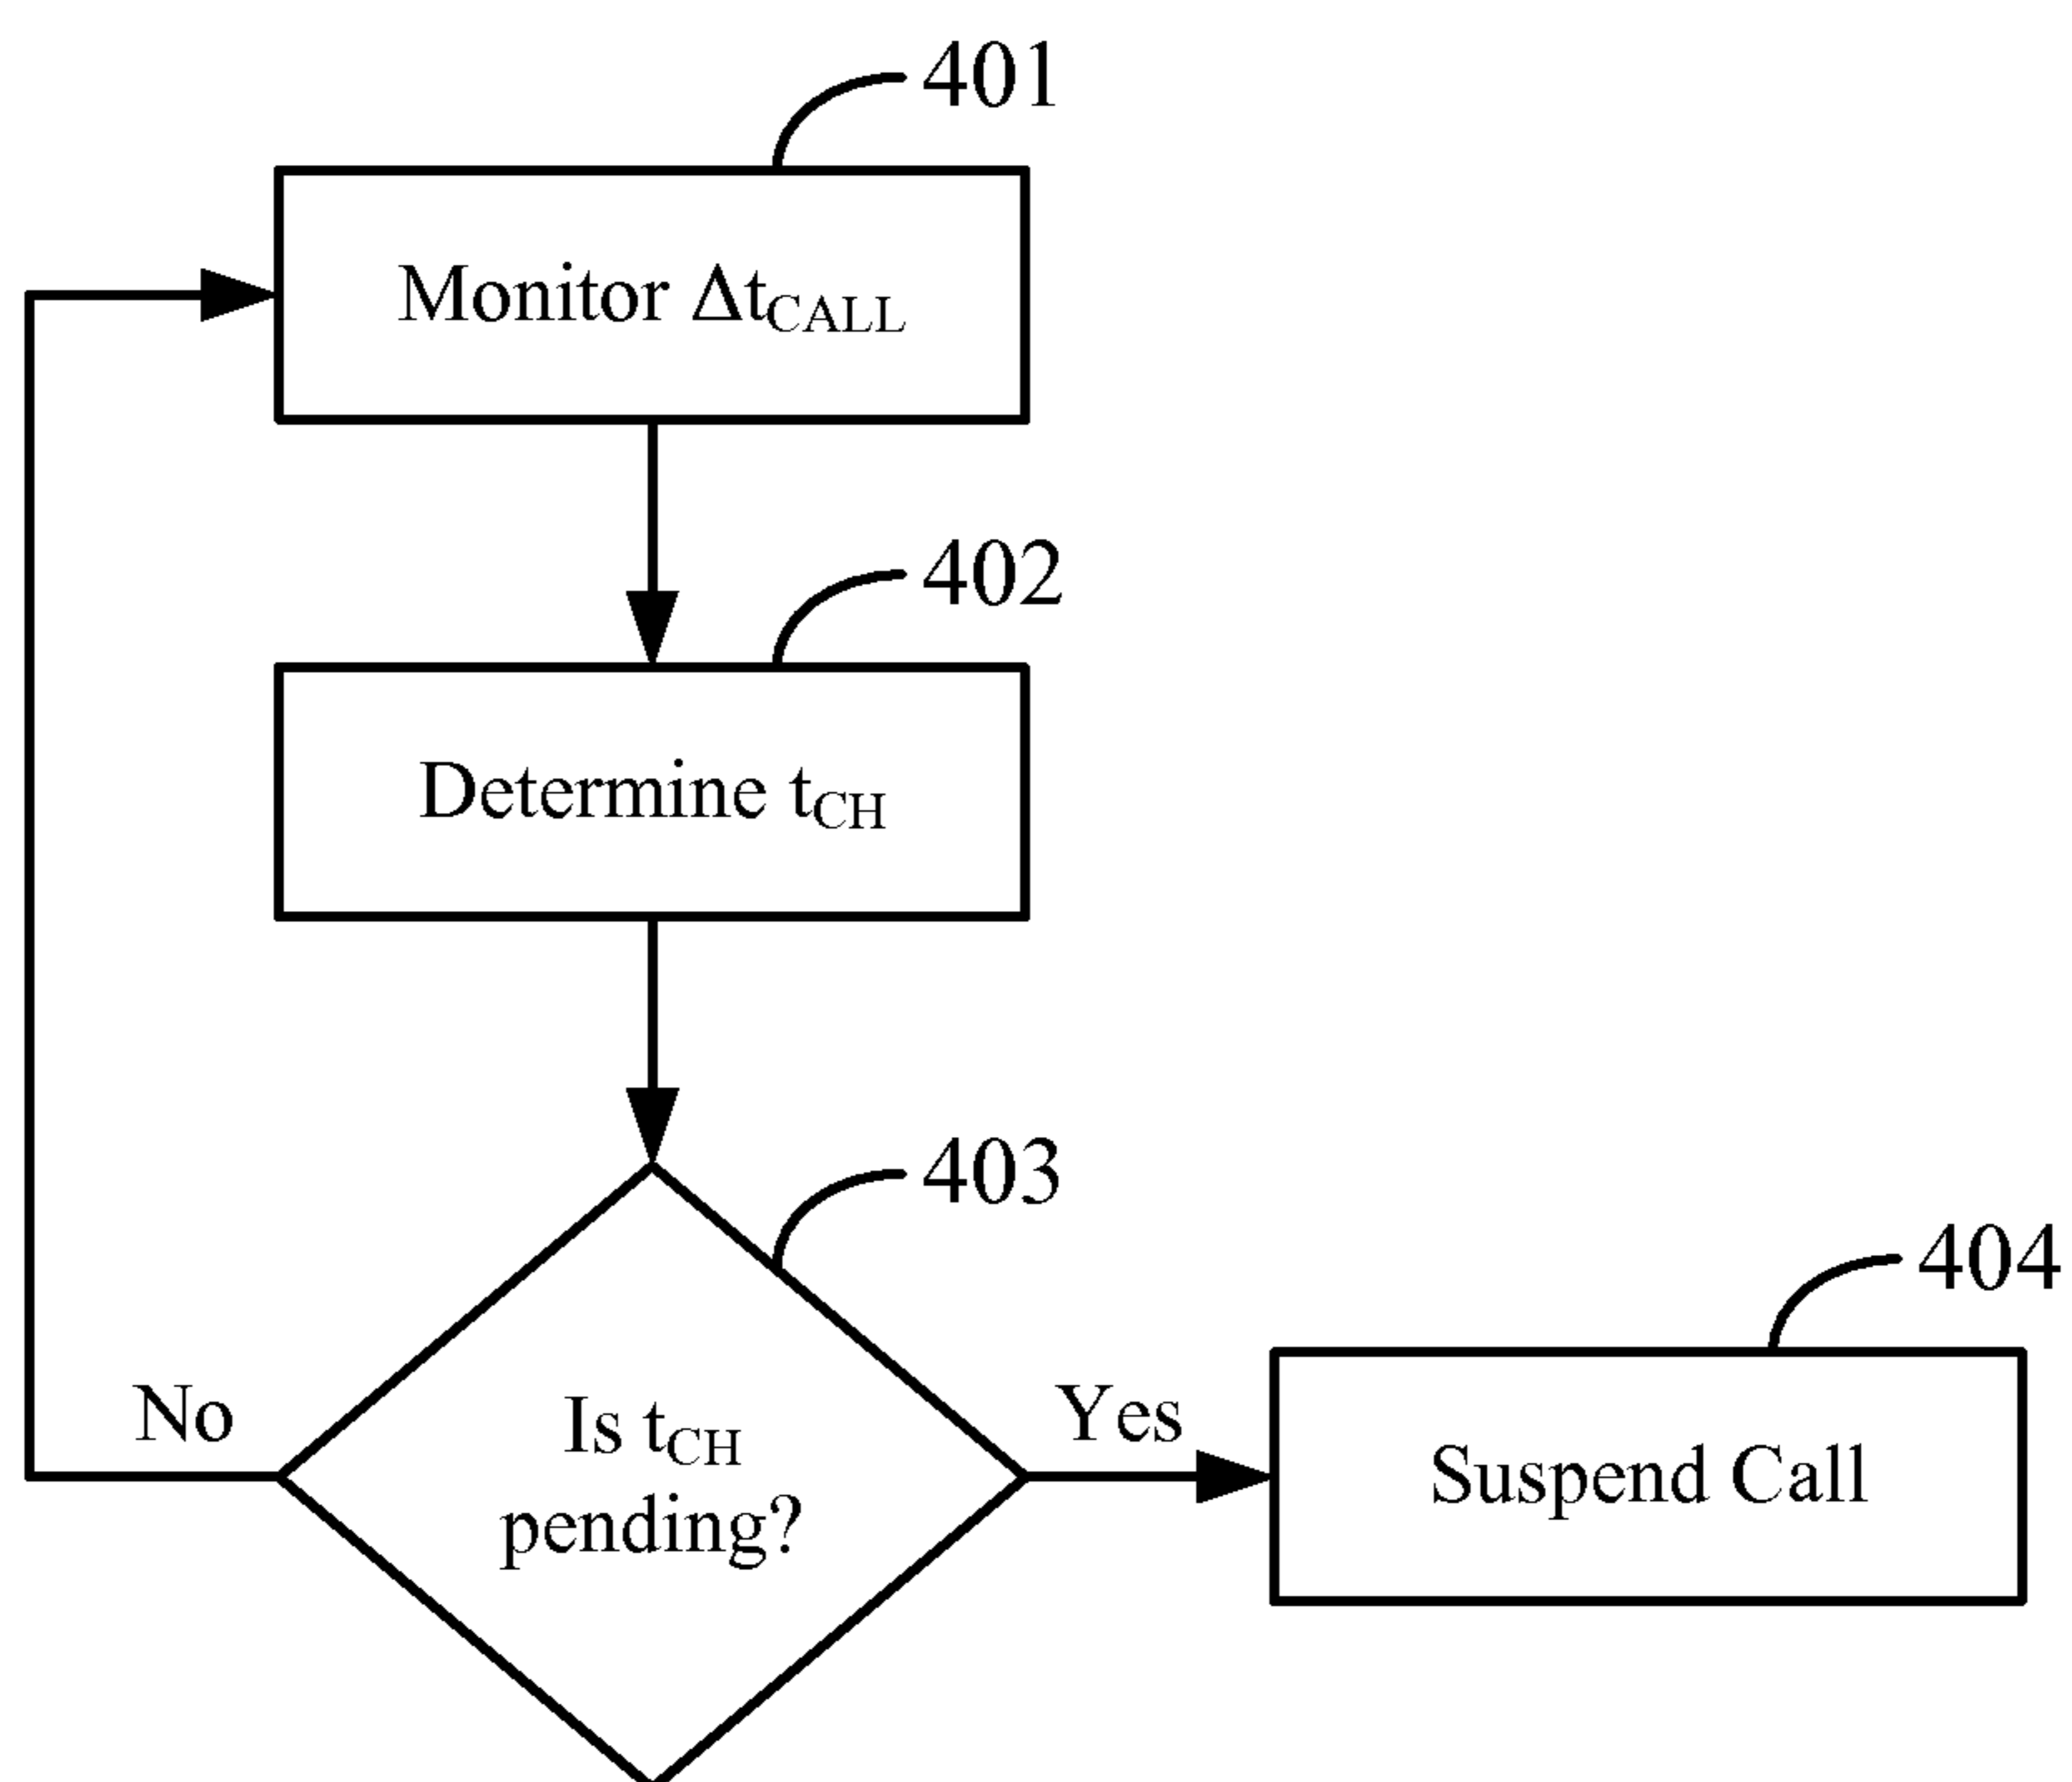 401
Monitor ΔtCALL
402
Determine tCH
403
404
No
Is tCH
pending?
Yes
Suspend Call